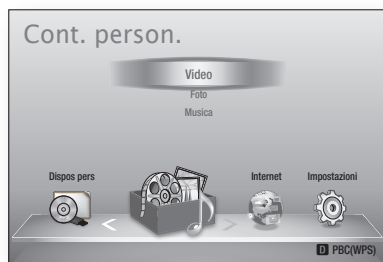 Cont. person.
Video
Foto
Musica
Dispos pers
Internet
Impostazioni
D PBC(WPS)